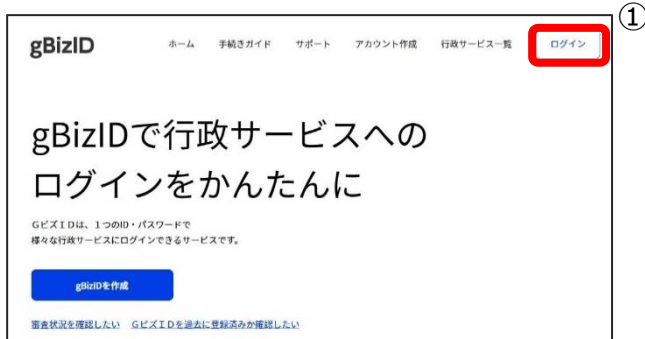 ①
gBizID ホーム 手続きガイド サポート アカウント作成 行政サービス一覧 ログイン
gBizIDで行政サービスへの
ログインをかんたんに
GビズIDは、1つのID・パスワードで
様々な行政サービスにログインできるサービスです。
gBizIDを作成
審査状況を確認したい GビズIDを過去に登録済みか確認したい